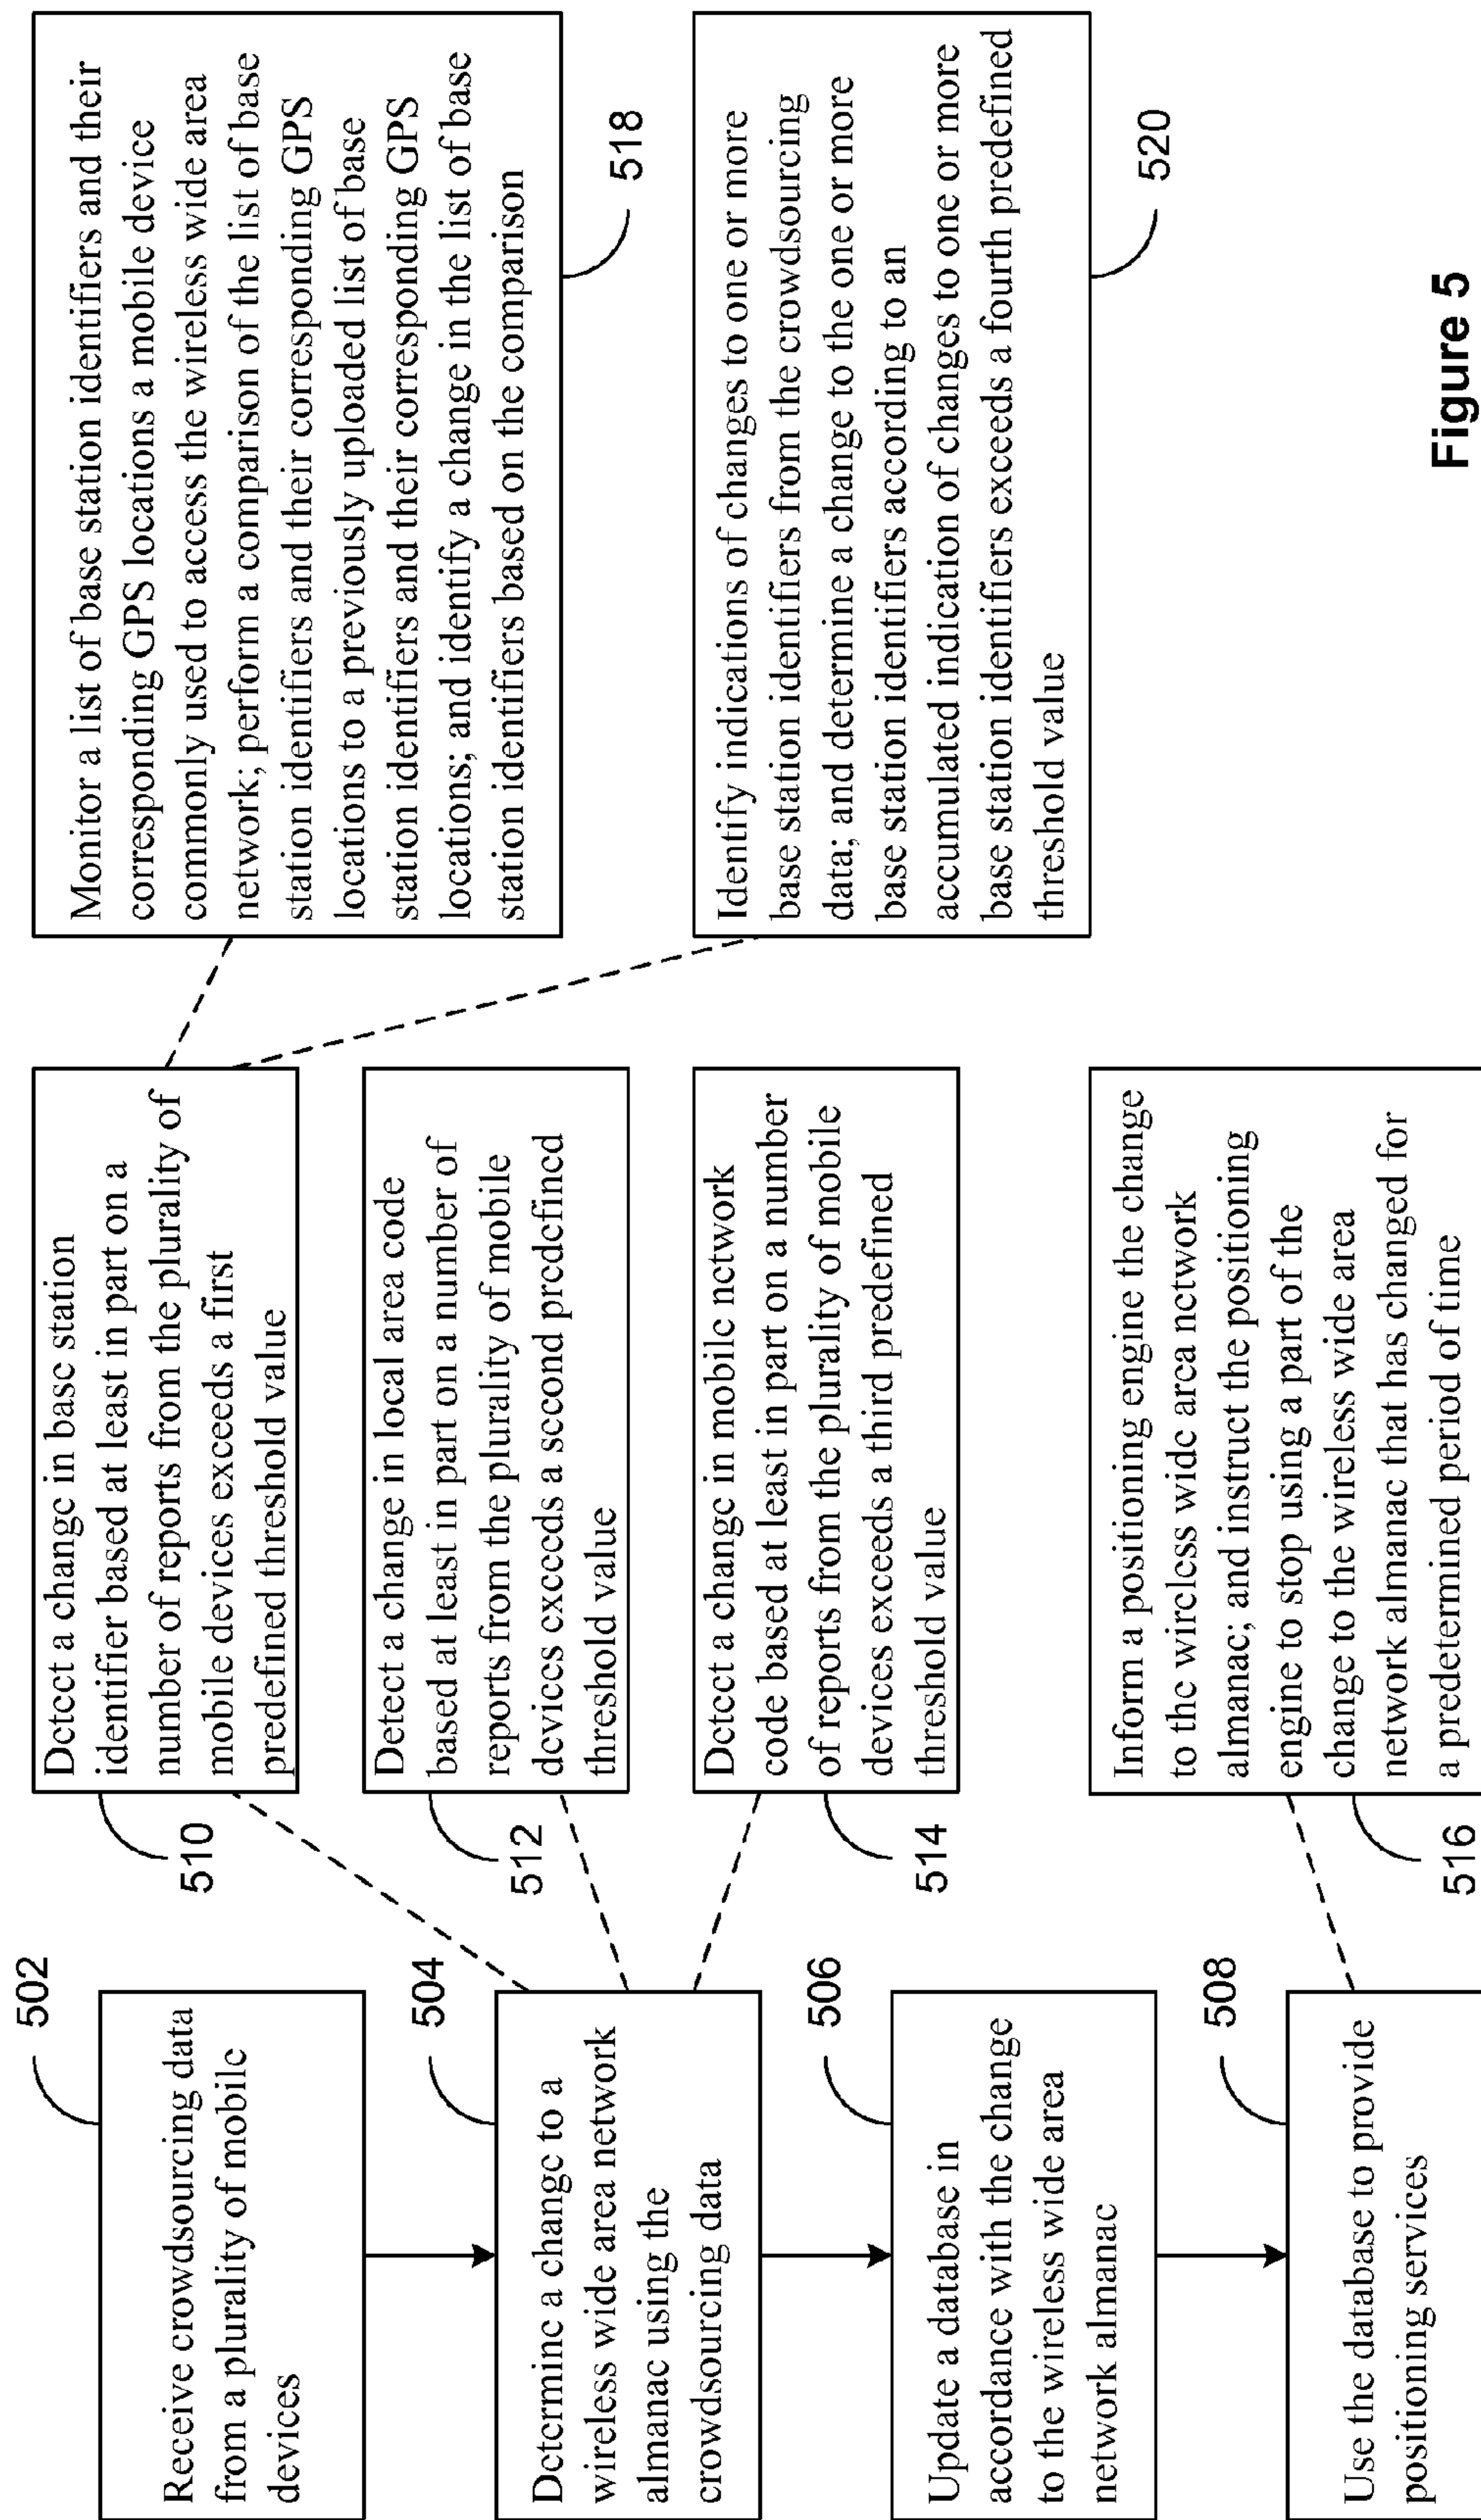 502
Receive crowdsourcing data
from a plurality of mobile
devices
504
Determine a change to a
wireless wide area network
almanac using the
crowdsourcing data
506
Update a database in
accordance with the change
to the wireless wide area
network almanac
508
Use the database to provide
positioning services
510
Detect a change in base station
identifier based at least in part on a
number of reports from the plurality of
mobile devices exceeds a first
predefined threshold value
512
Detect a change in local area code
based at least in part on a number of
reports from the plurality of mobile
devices exceeds a second predefined
threshold value
514
Detect a change in mobile network
code based at least in part on a number
of reports from the plurality of mobile
devices exceeds a third predefined
threshold value
516
Inform a positioning engine the change
to the wireless wide area network
almanac; and instruct the positioning
engine to stop using a part of the
change to the wireless wide area
network almanac that has changed for
a predetermined period of time
Monitor a list of base station identifiers and their
corresponding GPS locations a mobile device
commonly used to access the wireless wide area
network; perform a comparison of the list of base
station identifiers and their corresponding GPS
locations to a previously uploaded list of base
station identifiers and their corresponding GPS
locations; and identify a change in the list of base
station identifiers based on the comparison
518
Identify indications of changes to one or more
base station identifiers from the crowdsourcing
data; and determine a change to the one or more
base station identifiers according to an
accumulated indication of changes to one or more
base station identifiers exceeds a fourth predefined
threshold value
520
Figure 5